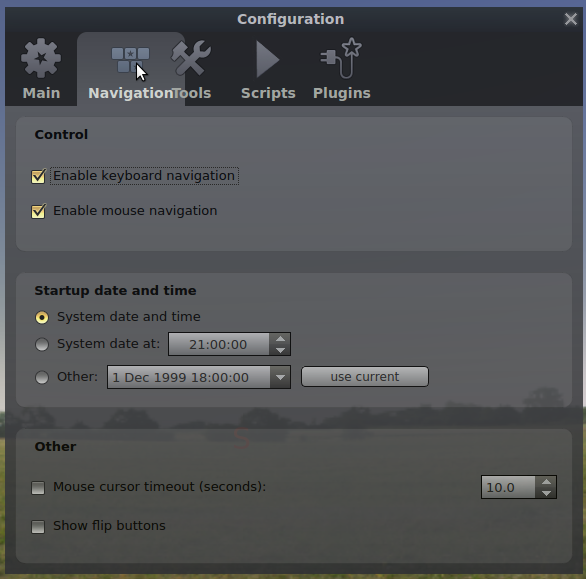 Configuration
Main Navigation Tools Scripts Plugins
Control
Enable keyboard navigation
Enable mouse navigation
Startup date and time
System date and time
System date at: 21:00:00
Other: 1 Dec 1999 18:00:00 use current
Other
Mouse cursor timeout (seconds): 10.0
Show flip buttons